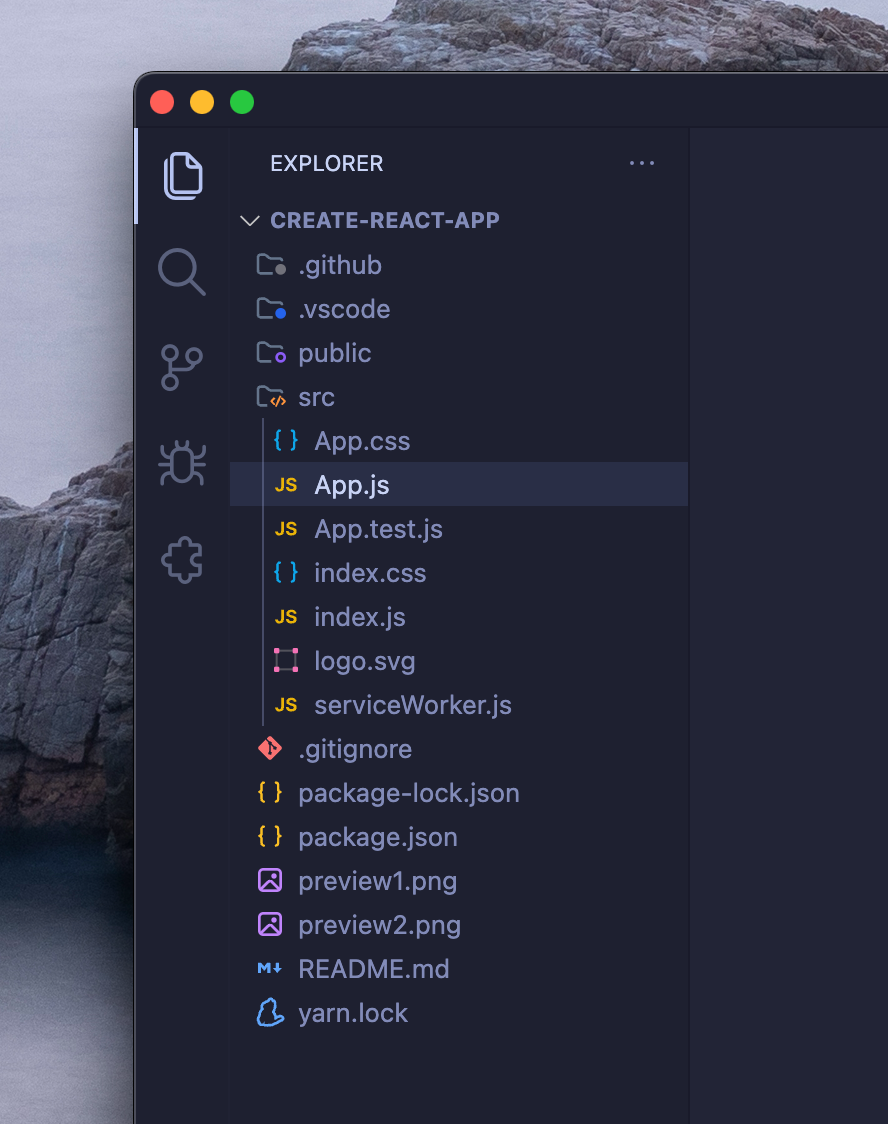 EXPLORER
CREATE-REACT-APP
.github
.vscode
public
src
{ } App.css
JS App.js
JS App.test.js
{ } index.css
JS index.js
logo.svg
JS serviceWorker.js
.gitignore
{ } package-lock.json
{ } package.json
preview1.png
preview2.png
M README.md
yarn.lock